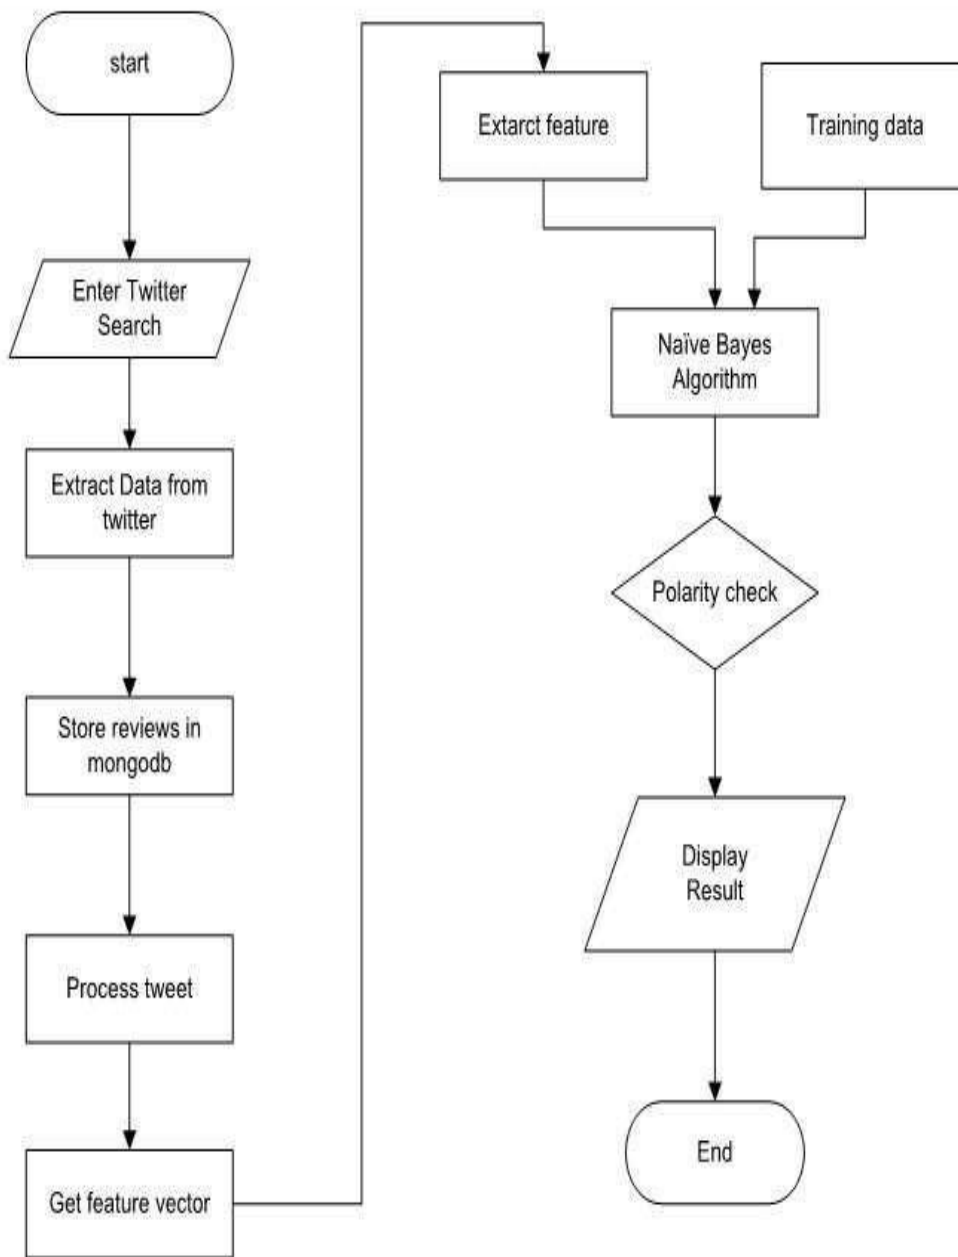 start
Enter Twitter
Search
Extract Data from
twitter
Store reviews in
mongodb
Process tweet
Get feature vector
Extarct feature
Training data
Naïve Bayes
Algorithm
Polarity check
Display
Result
End